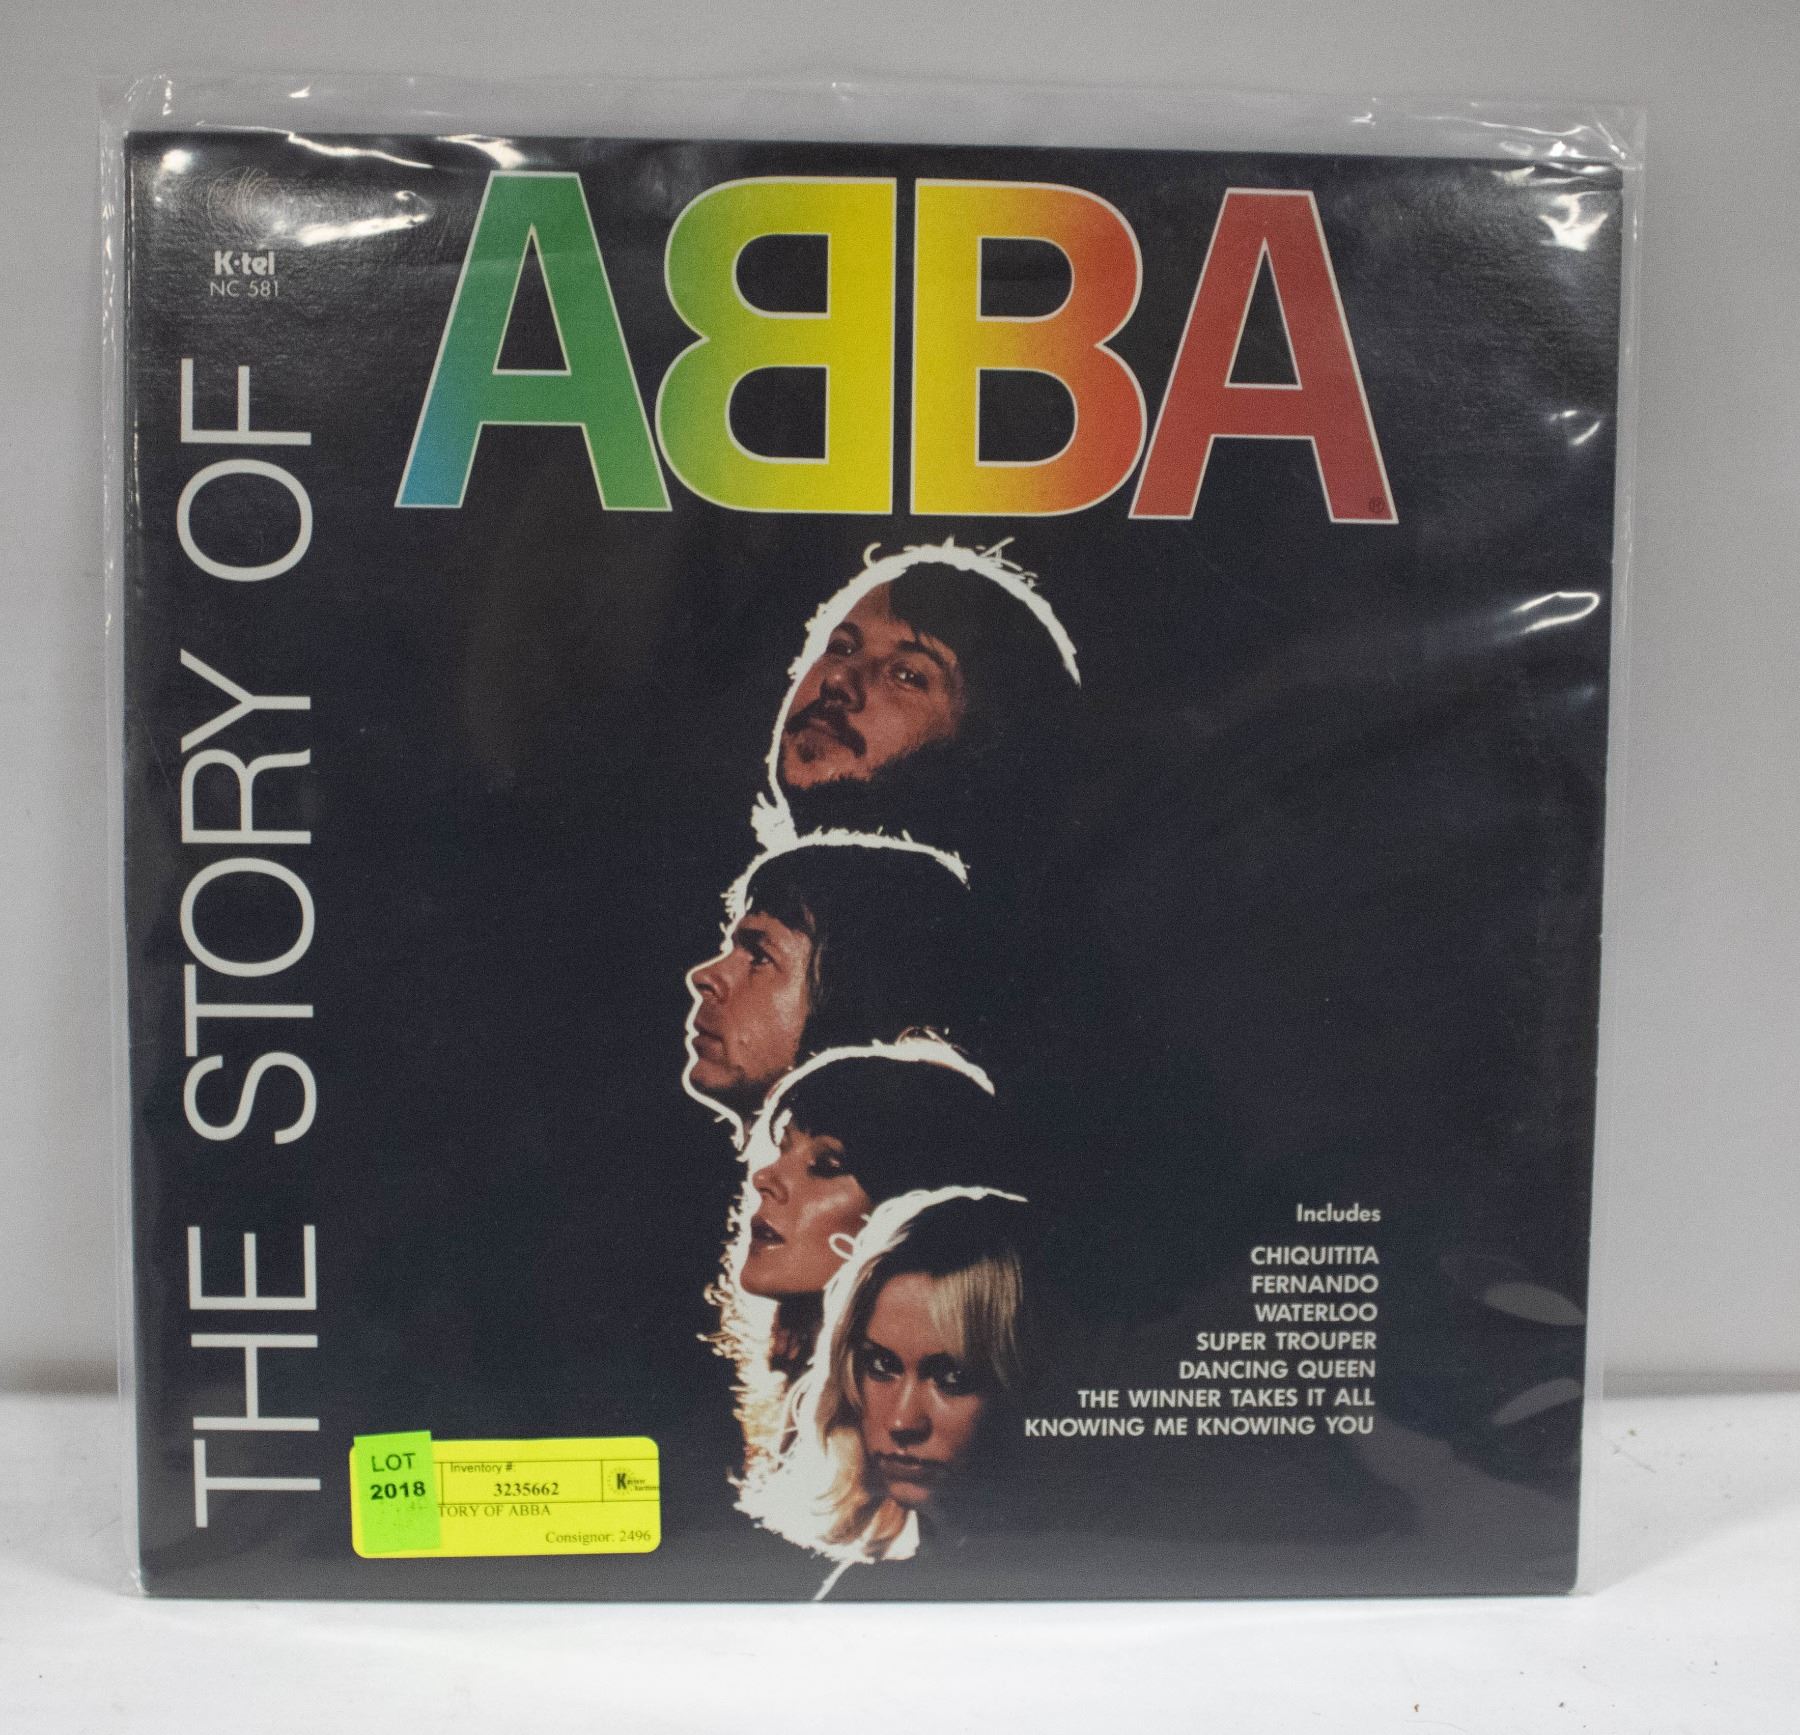 K·tel
NC 581
THE STORY OF
ABBA
®
Includes
CHIQUITITA
FERNANDO
WATERLOO
SUPER TROUPER
DANCING QUEEN
THE WINNER TAKES IT ALL
KNOWING ME KNOWING YOU
LOT
2018
Inventory #:
3235662
TORY OF ABBA
Consignor: 2496